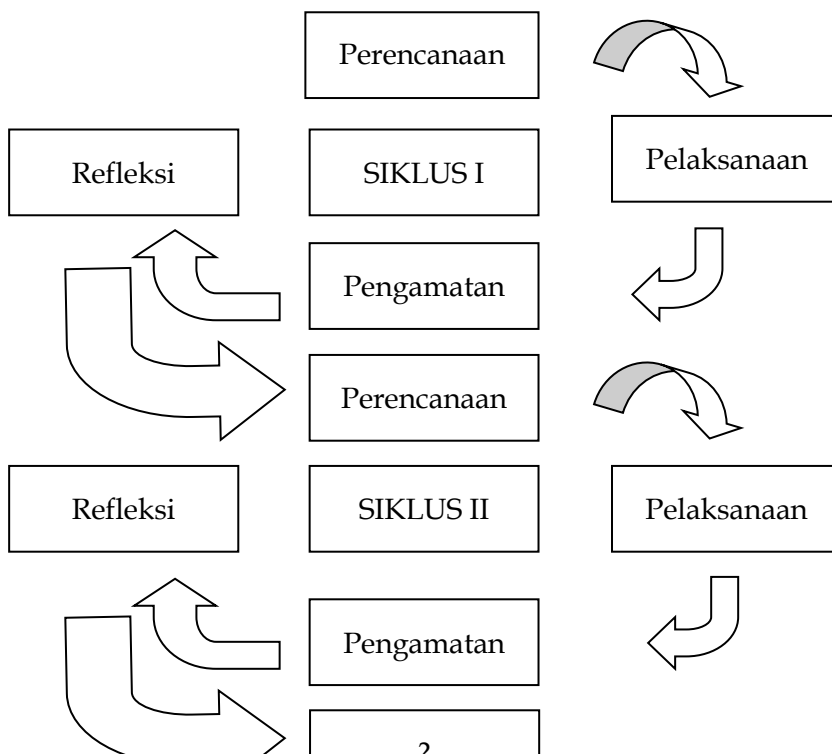 Perencanaan
Refleksi
SIKLUS I
Pelaksanaan
Pengamatan
Perencanaan
Refleksi
SIKLUS II
Pelaksanaan
Pengamatan
?